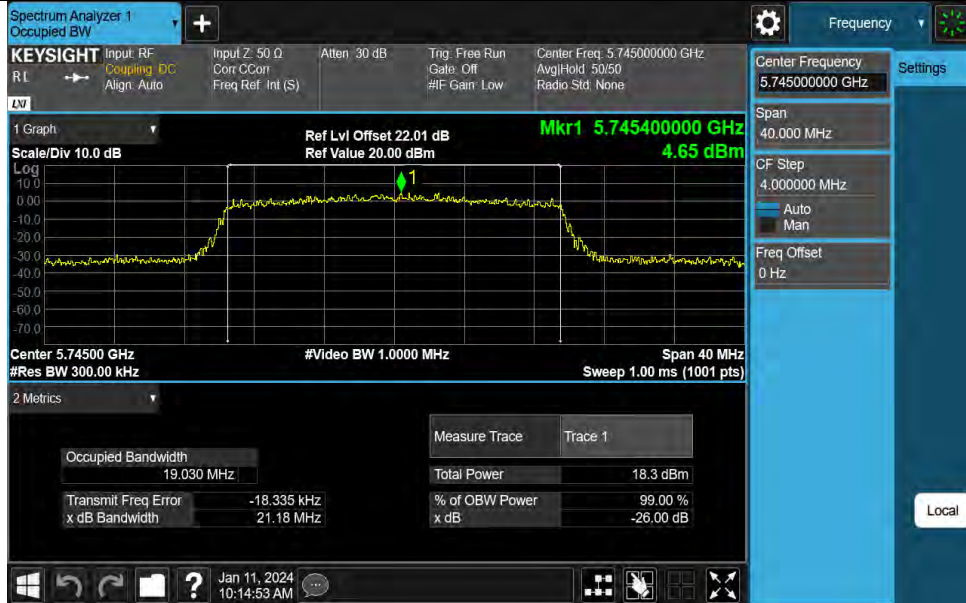 Spectrum Analyzer 1
Occupied BW
+
Frequency
KEYSIGHT Input: RF Input Z: 50 Ω Atten: 30 dB Trig: Free Run Center Freq: 5.745000000 GHz
Coupling: DC Corr CCorr Gate: Off Avg|Hold: 50/50
Align: Auto Freq Ref: Int (S) #IF Gain: Low Radio Std: None
LXI
Center Frequency
5.745000000 GHz
Settings
Span
40.000 MHz
CF Step
4.000000 MHz
Auto
Man
Freq Offset
0 Hz
Local
1 Graph
Ref Lvl Offset 22.01 dB
Mkr1 5.745400000 GHz
Scale/Div 10.0 dB
Ref Value 20.00 dBm
4.65 dBm
Log
1
10.0
0.00
-10.0
-20.0
-30.0
-40.0
-50.0
-60.0
-70.0
Center 5.74500 GHz #Video BW 1.0000 MHz Span 40 MHz
#Res BW 300.00 kHz Sweep 1.00 ms (1001 pts)
2 Metrics
Measure Trace Trace 1
Occupied Bandwidth
19.030 MHz
Total Power 18.3 dBm
Transmit Freq Error -18.335 kHz
% of OBW Power 99.00 %
x dB Bandwidth 21.18 MHz
x dB -26.00 dB
?
Jan 11, 2024
10:14:53 AM